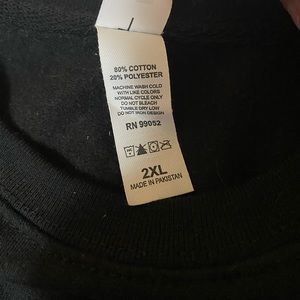 80% COTTON
20% POLYESTER
MACHINE WASH COLD
WITH LIKE COLORS
NORMAL CYCLE ONLY
DO NOT BLEACH
TUMBLE DRY LOW
DO NOT IRON DESIGN
RN 99052
2XL
MADE IN PAKISTAN